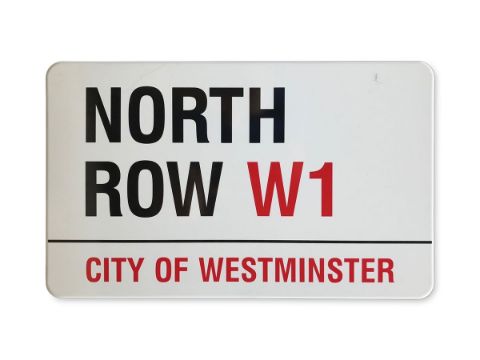 NORTH
ROW W1
CITY OF WESTMINSTER